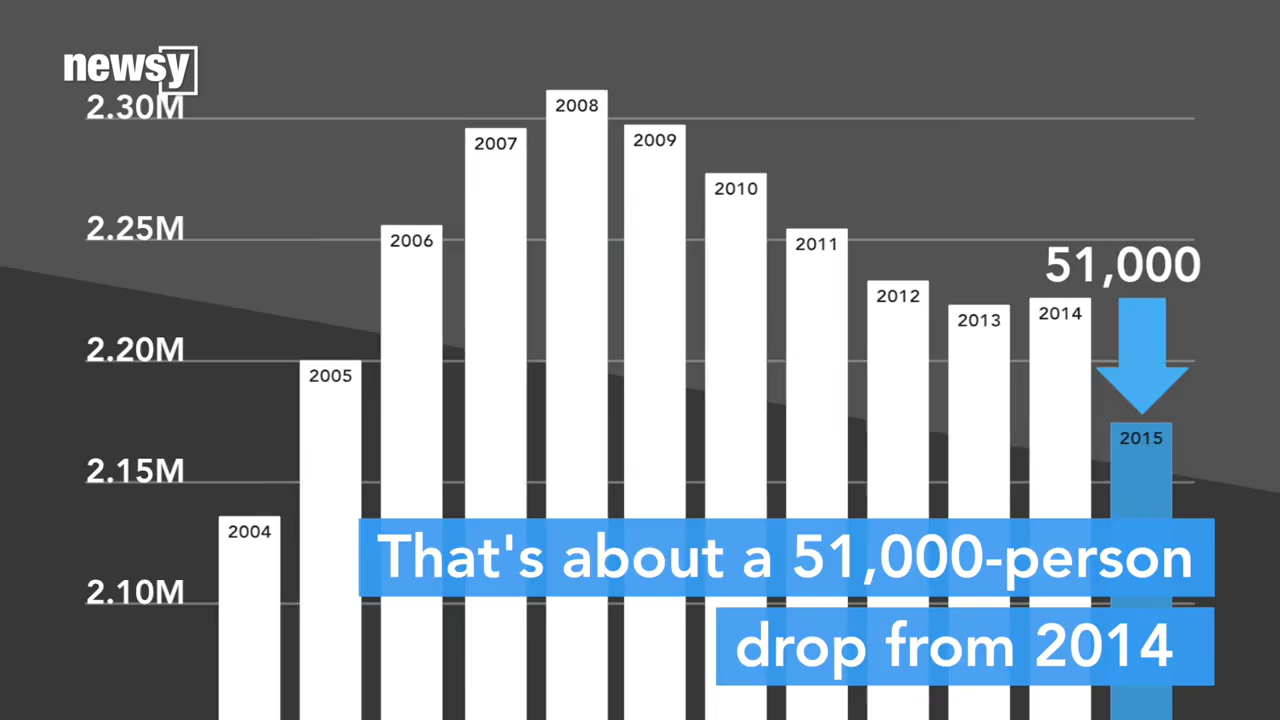 newsy
2.30M
2.25M
2.20M
2.15M
2.10M
2004
2005
2006
2007
2008
2009
2010
2011
2012
2013
2014
2015
51,000
That's about a 51,000-person
drop from 2014